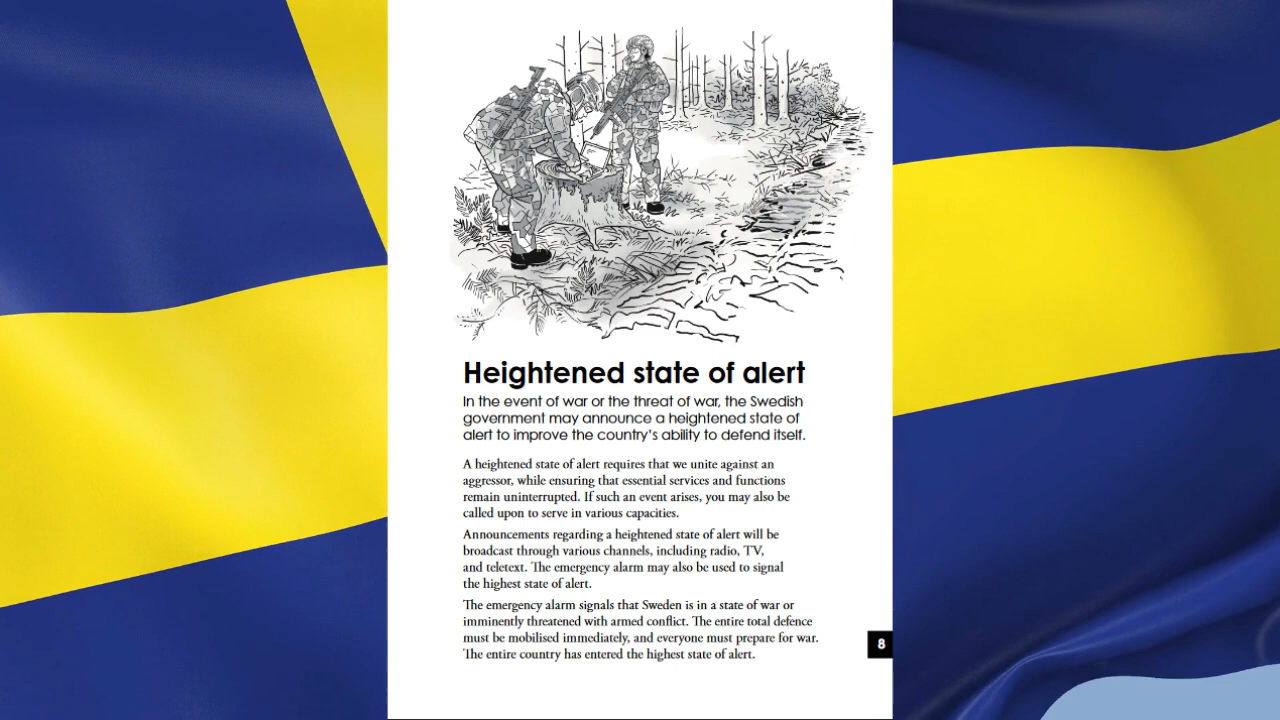 Heightened state of alert
In the event of war or the threat of war, the Swedish
government may announce a heightened state of
alert to improve the country's ability to defend itself.
A heightened state of alert requires that we unite against an
aggressor, while ensuring that essential services and functions
remain uninterrupted. If such an event arises, you may also be
called upon to serve in various capacities.
Announcements regarding a heightened state of alert will be
broadcast through various channels, including radio, TV,
and teletext. The emergency alarm may also be used to signal
the highest state of alert.
The emergency alarm signals that Sweden is in a state of war or
imminently threatened with armed conflict. The entire total defence
must be mobilised immediately, and everyone must prepare for war.
The entire country has entered the highest state of alert.
8